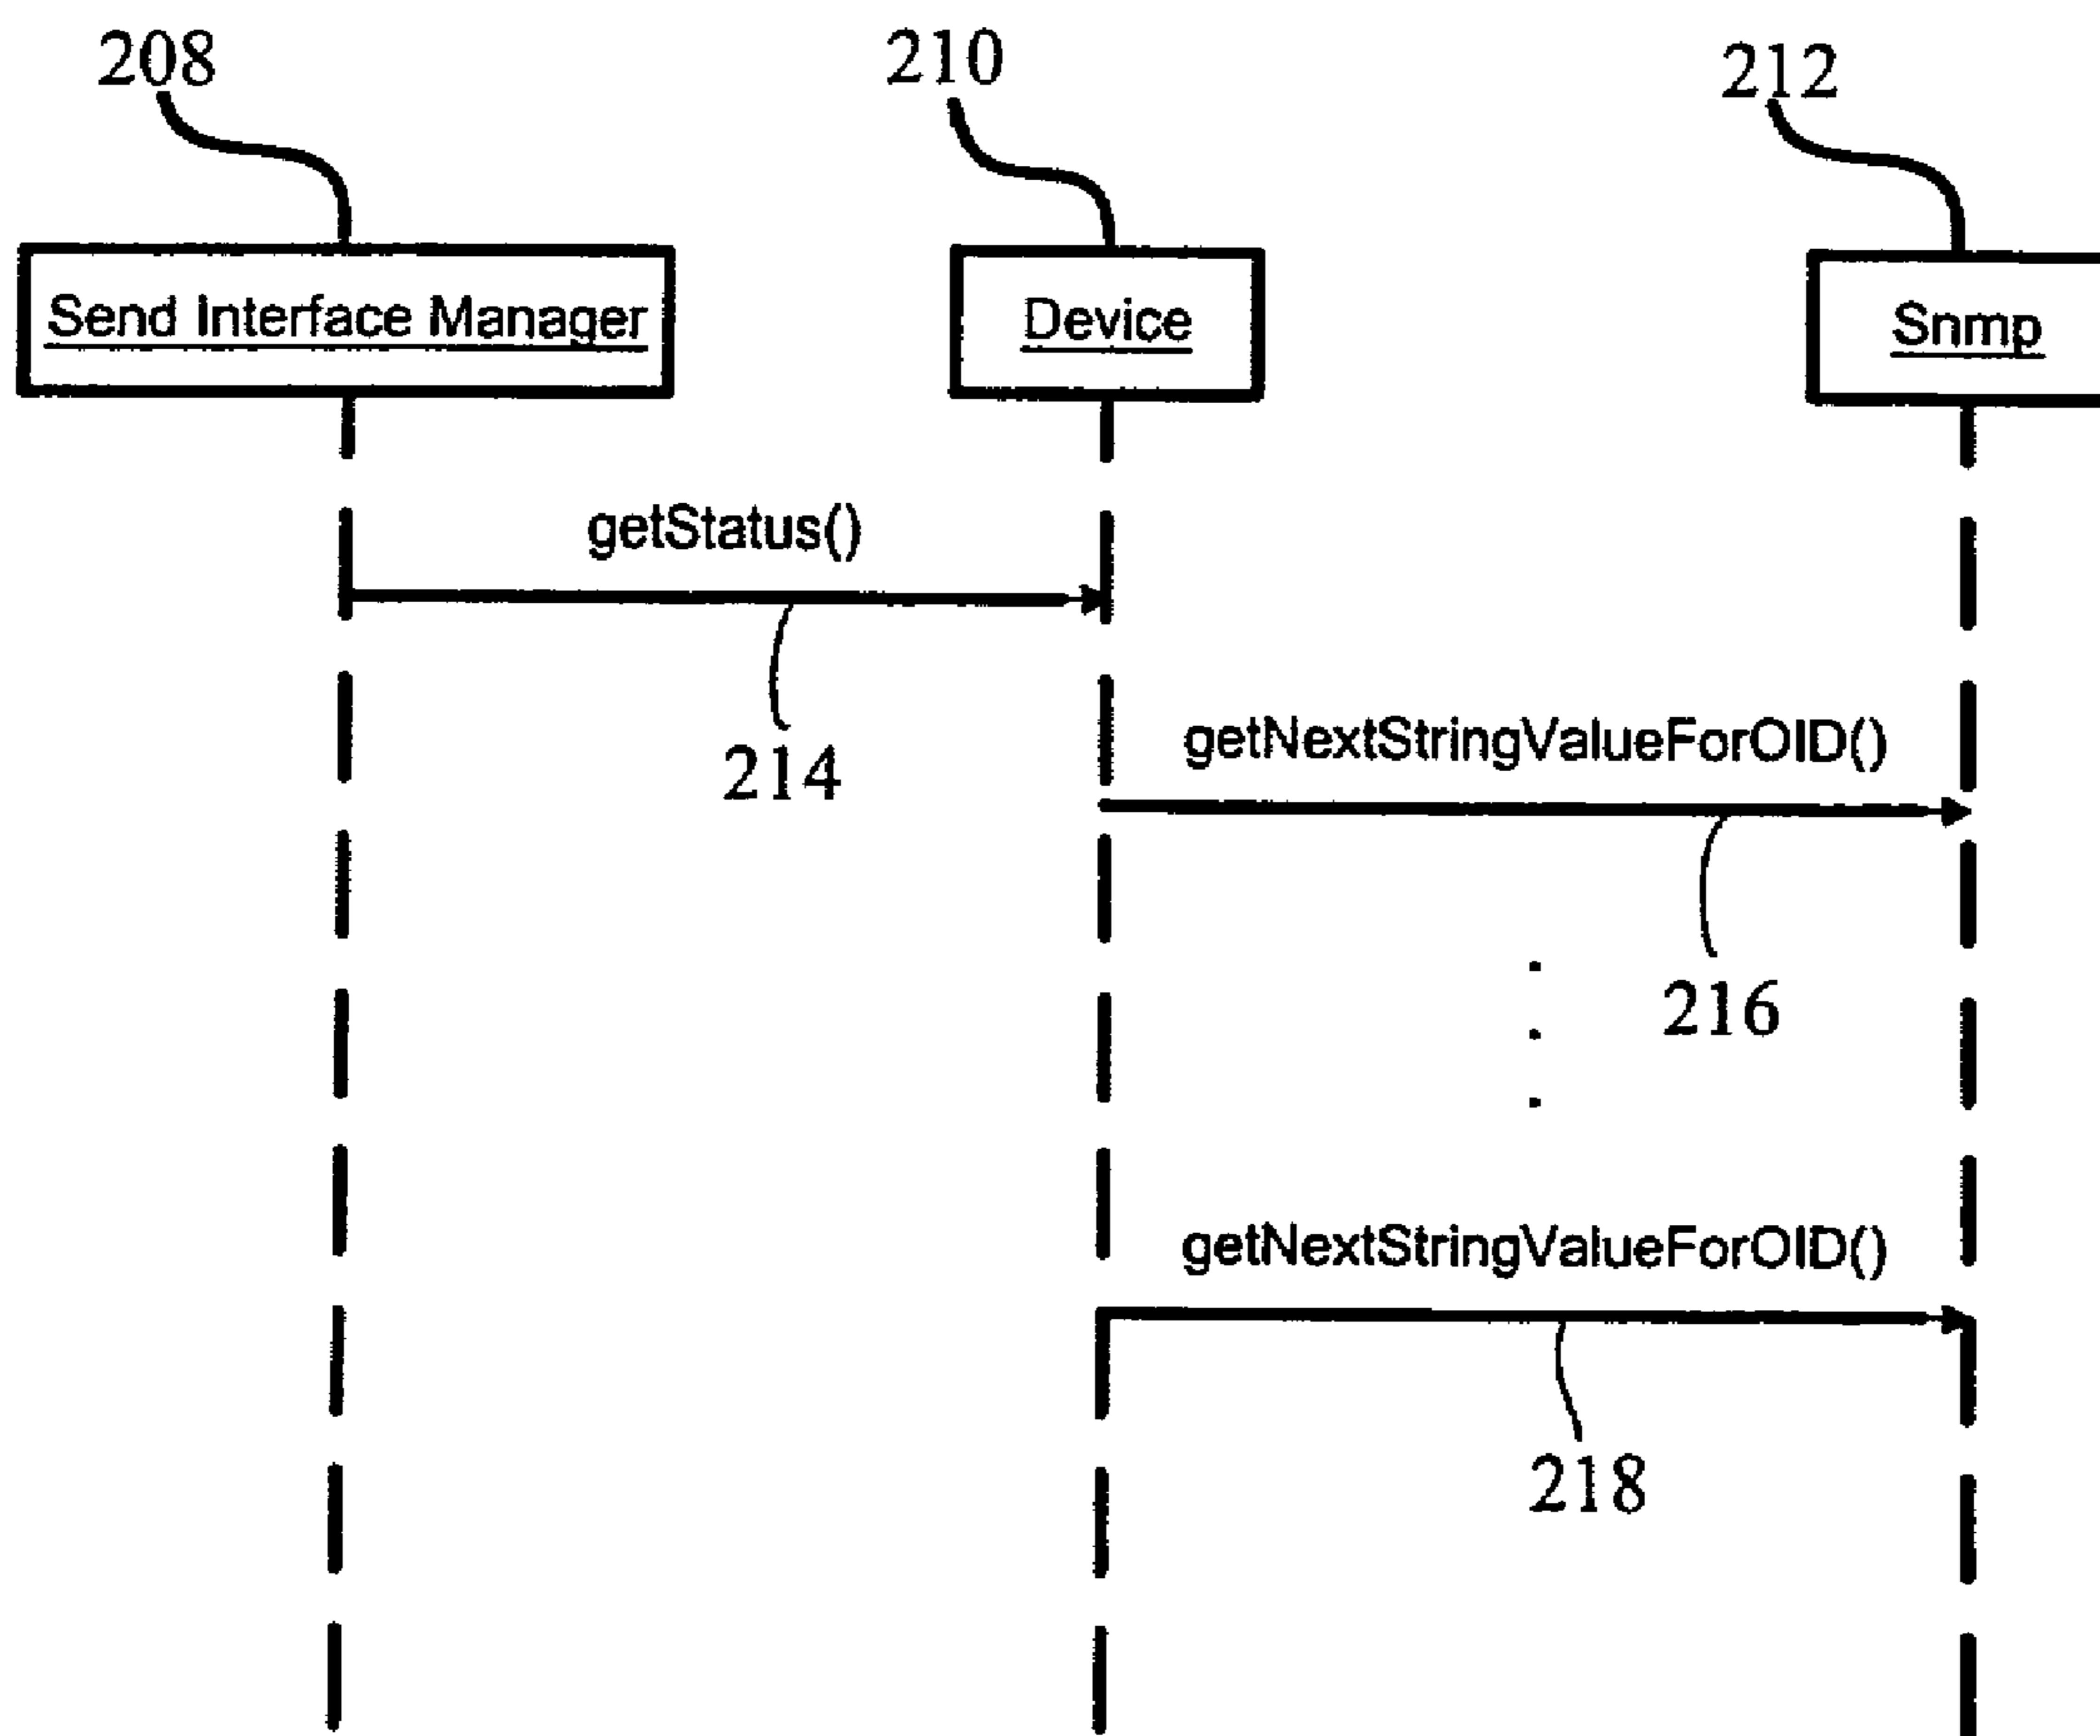 208
210
212
Send Interface Manager
Device
Snmp
getStatus()
214
getNextStringValueForOID()
216
getNextStringValueForOID()
218